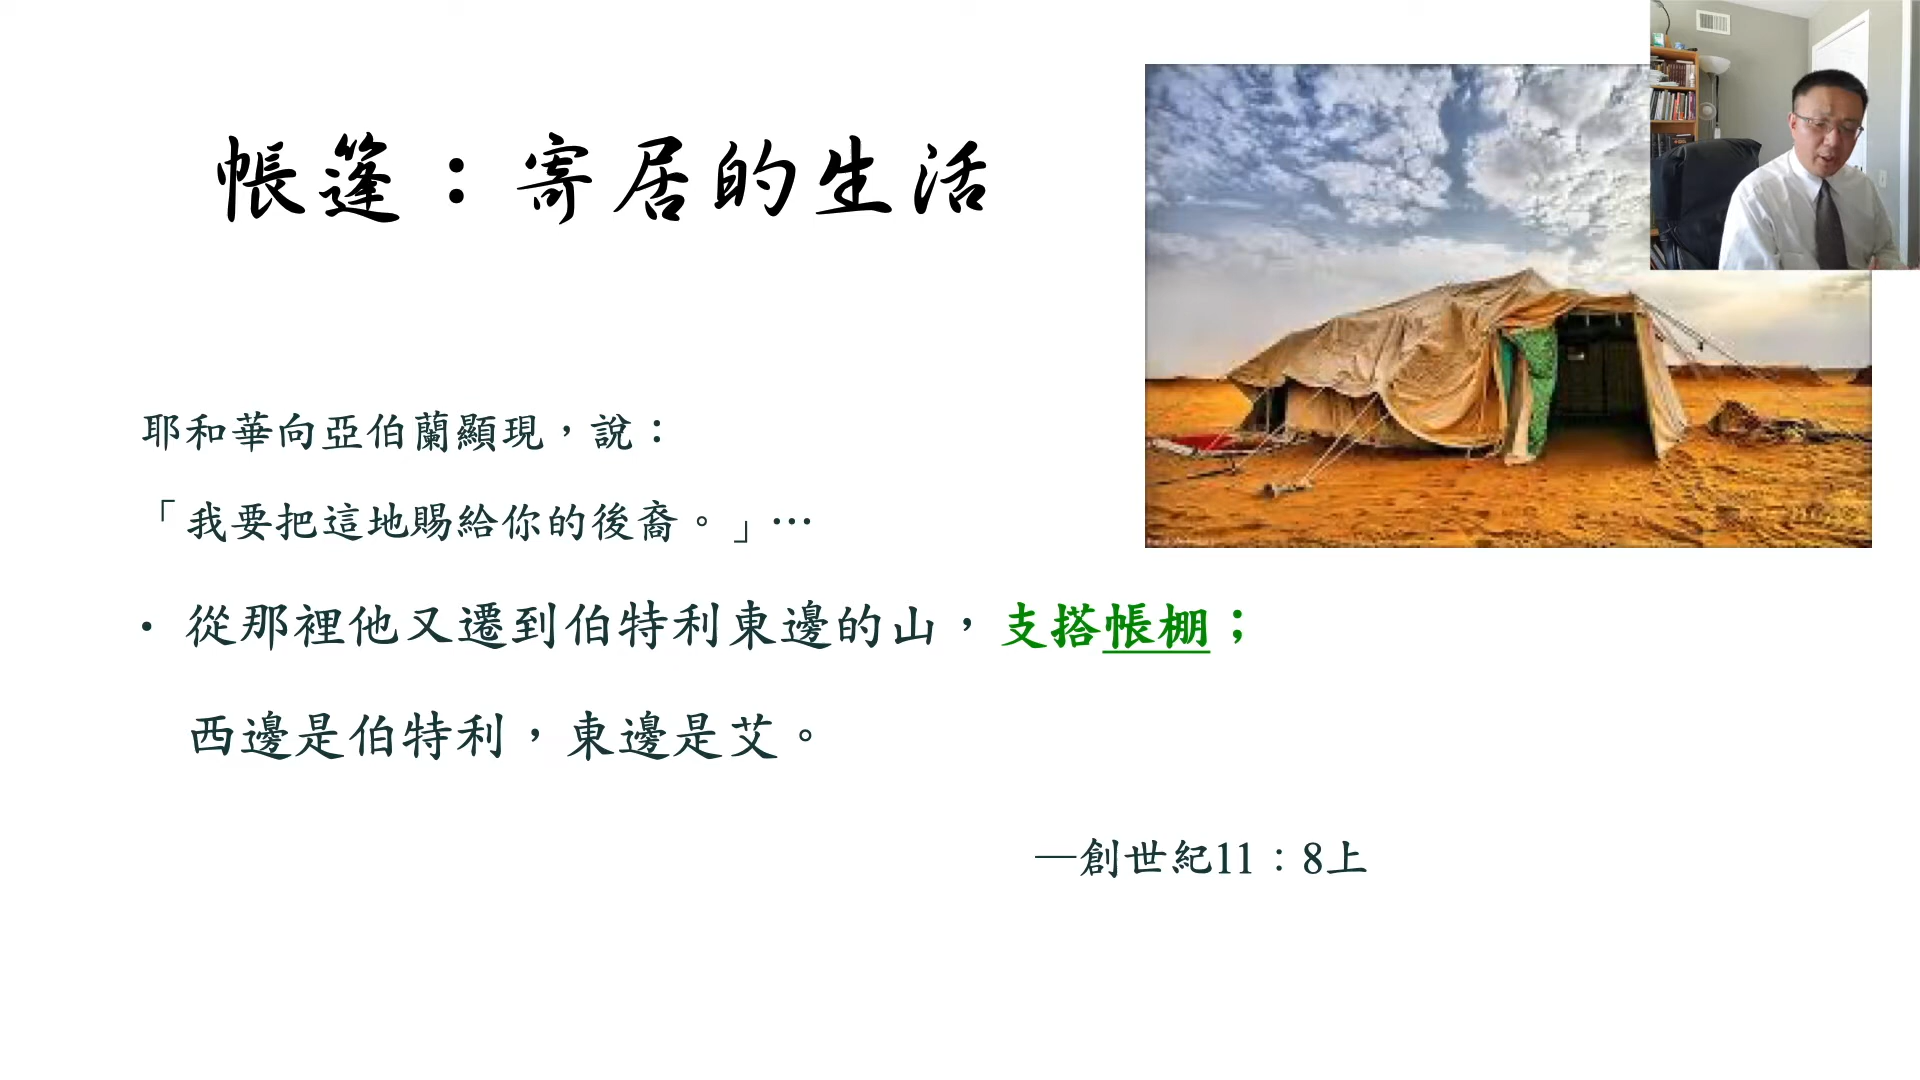 帳篷：寄居的生活
耶和華向亞伯蘭顯現，說：
「我要把這地賜給你的後裔。」…
• 從那裡他又遷到伯特利東邊的山，支搭帳棚；
西邊是伯特利，東邊是艾。
—創世紀11：8上